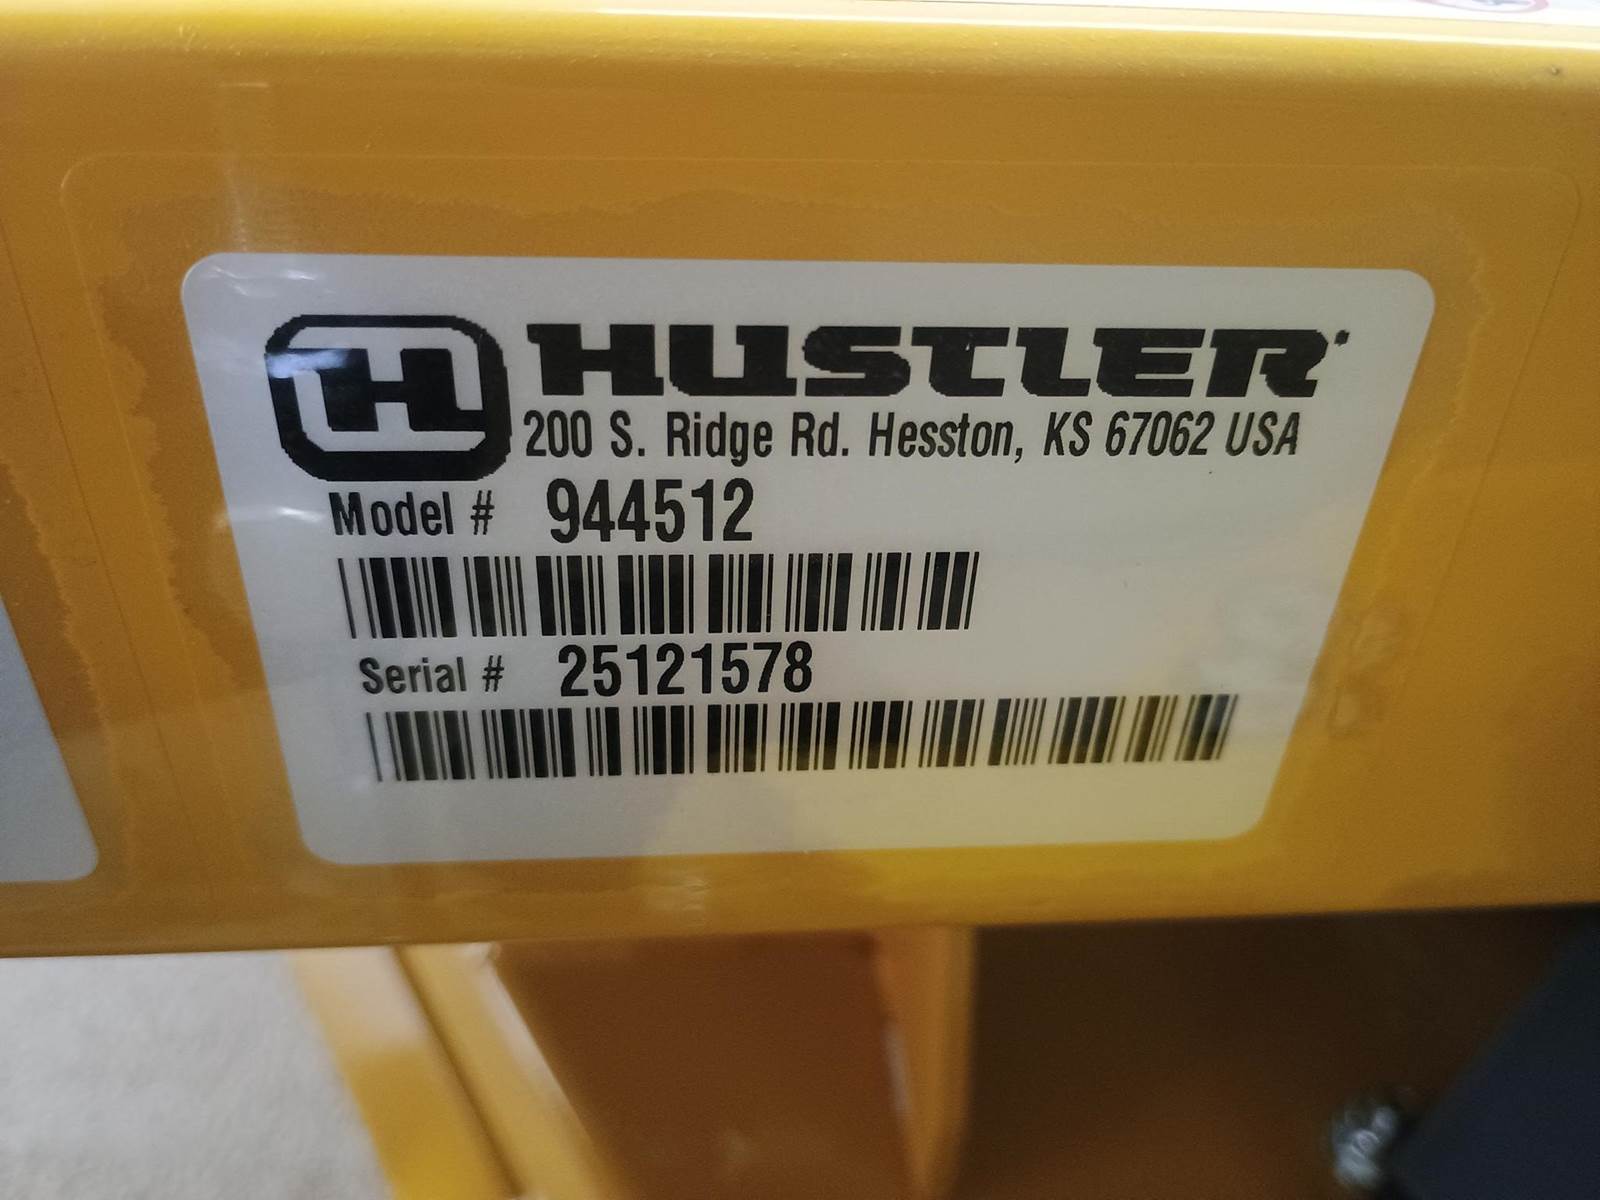 H HUSTLER
200 S. Ridge Rd. Hesston, KS 67062 USA
Model # 944512
Serial # 25121578